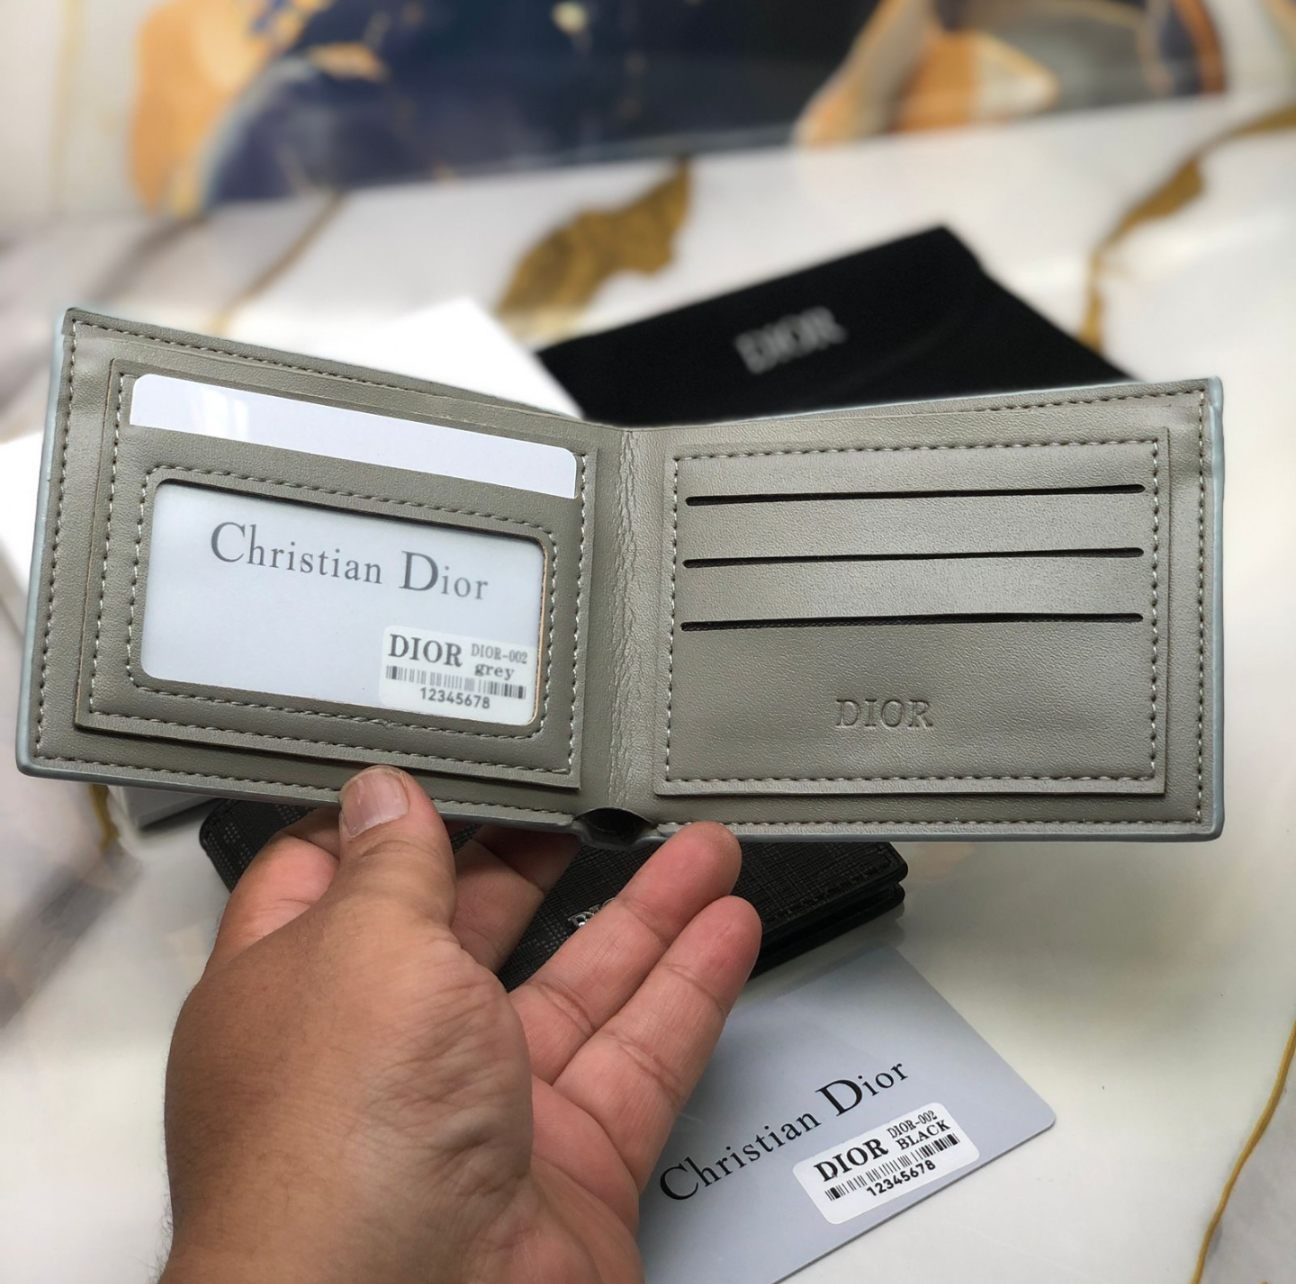 DIOR
Christian Dior
DIOR DIOR-002
grey
12345678
DIOR
Christian Dior
DIOR DIOR-002
BLACK
12345678